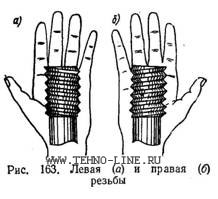 а) б)
Рис. 163. Левая (а) и правая (б)
WWW.TEHNO-LINE.RU
резьбы